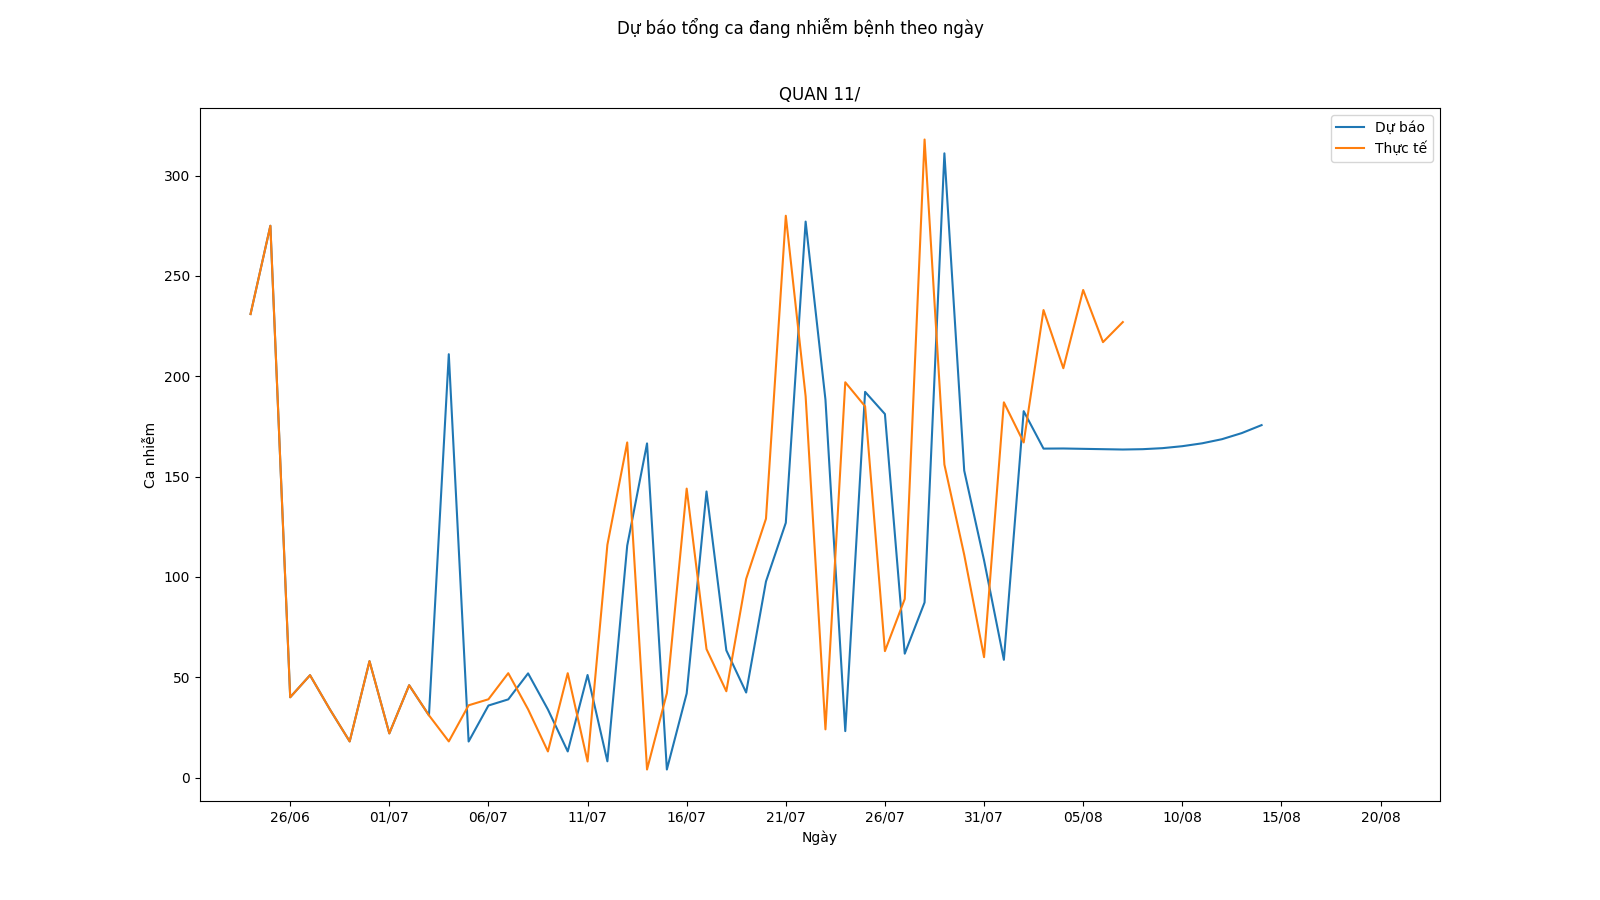 Dự báo tổng ca đang nhiễm bệnh theo ngày
QUAN 11/
Dự báo
Thực tế
300
250
200
150
100
50
0
Ca nhiễm
26/06 01/07 06/07 11/07 16/07 21/07 26/07 31/07 05/08 10/08 15/08 20/08
Ngày